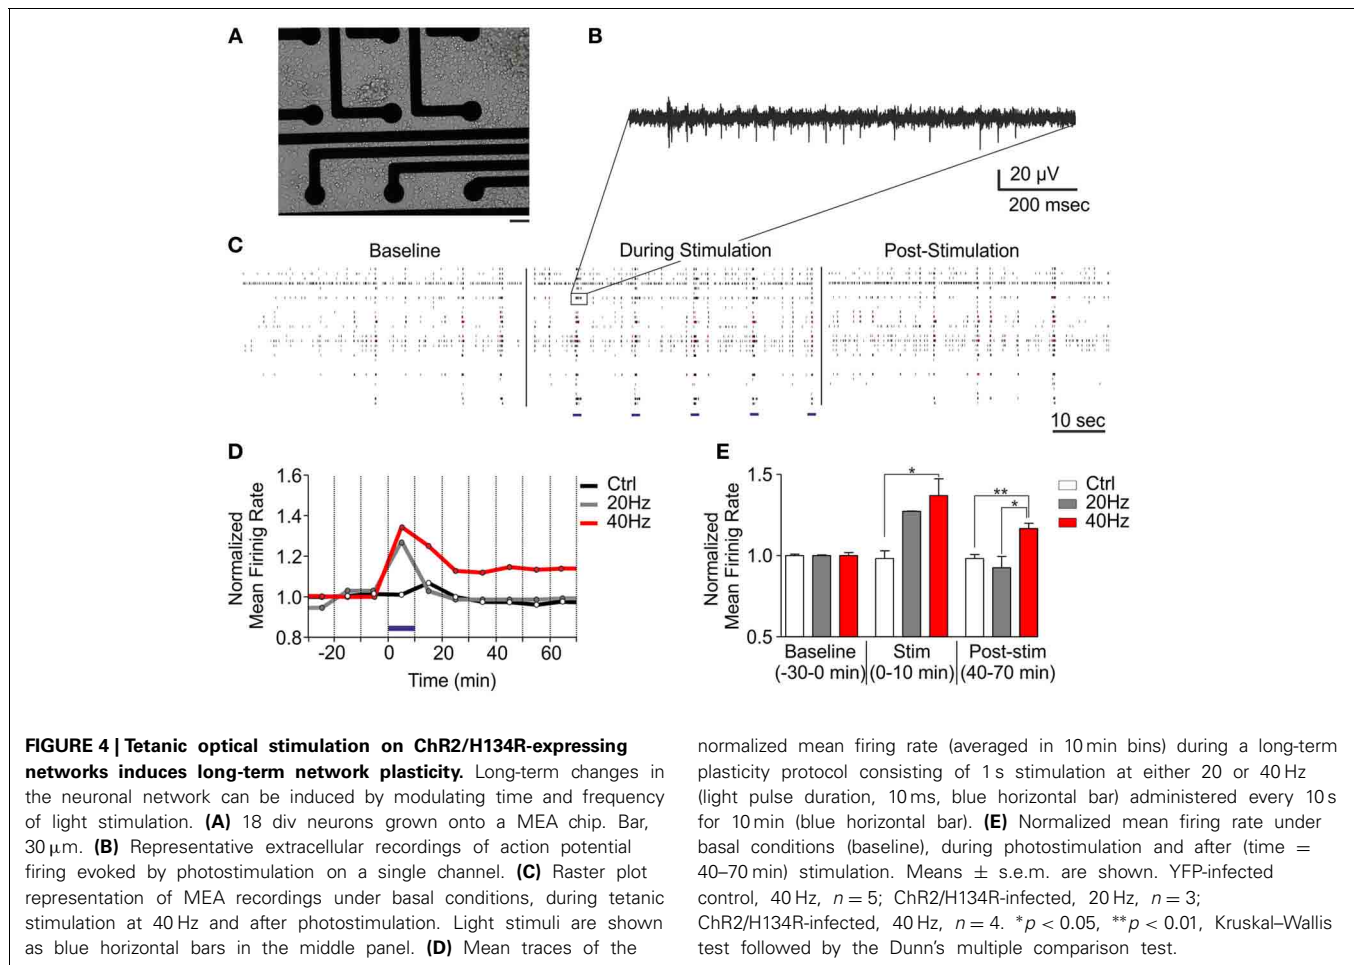 A
B
20 µV
200 msec
C
Baseline
During Stimulation
Post-Stimulation
10 sec
D
1.6
1.4
1.2
1.0
0.8
Normalized
Mean Firinig Rate
-20
0
20
40
60
Time (min)
Ctrl
20Hz
40Hz
E
1.5
1.0
0.5
Normalized
Mean Firing Rate
*
**
*
Ctrl
20Hz
40Hz
Baseline
(-30-0 min)
Stim
(0-10 min)
Post-stim
(40-70 min)
FIGURE 4 | Tetanic optical stimulation on ChR2/H134R-expressing
networks induces long-term network plasticity. Long-term changes in
the neuronal network can be induced by modulating time and frequency
of light stimulation. (A) 18 div neurons grown onto a MEA chip. Bar,
30 µm. (B) Representative extracellular recordings of action potential
firing evoked by photostimulation on a single channel. (C) Raster plot
representation of MEA recordings under basal conditions, during tetanic
stimulation at 40 Hz and after photostimulation. Light stimuli are shown
as blue horizontal bars in the middle panel. (D) Mean traces of the
normalized mean firing rate (averaged in 10 min bins) during a long-term
plasticity protocol consisting of 1 s stimulation at either 20 or 40 Hz
(light pulse duration, 10 ms, blue horizontal bar) administered every 10 s
for 10 min (blue horizontal bar). (E) Normalized mean firing rate under
basal conditions (baseline), during photostimulation and after (time =
40–70 min) stimulation. Means ± s.e.m. are shown. YFP-infected
control, 40 Hz, n = 5; ChR2/H134R-infected, 20 Hz, n = 3;
ChR2/H134R-infected, 40 Hz, n = 4. *p < 0.05, **p < 0.01, Kruskal–Wallis
test followed by the Dunn's multiple comparison test.